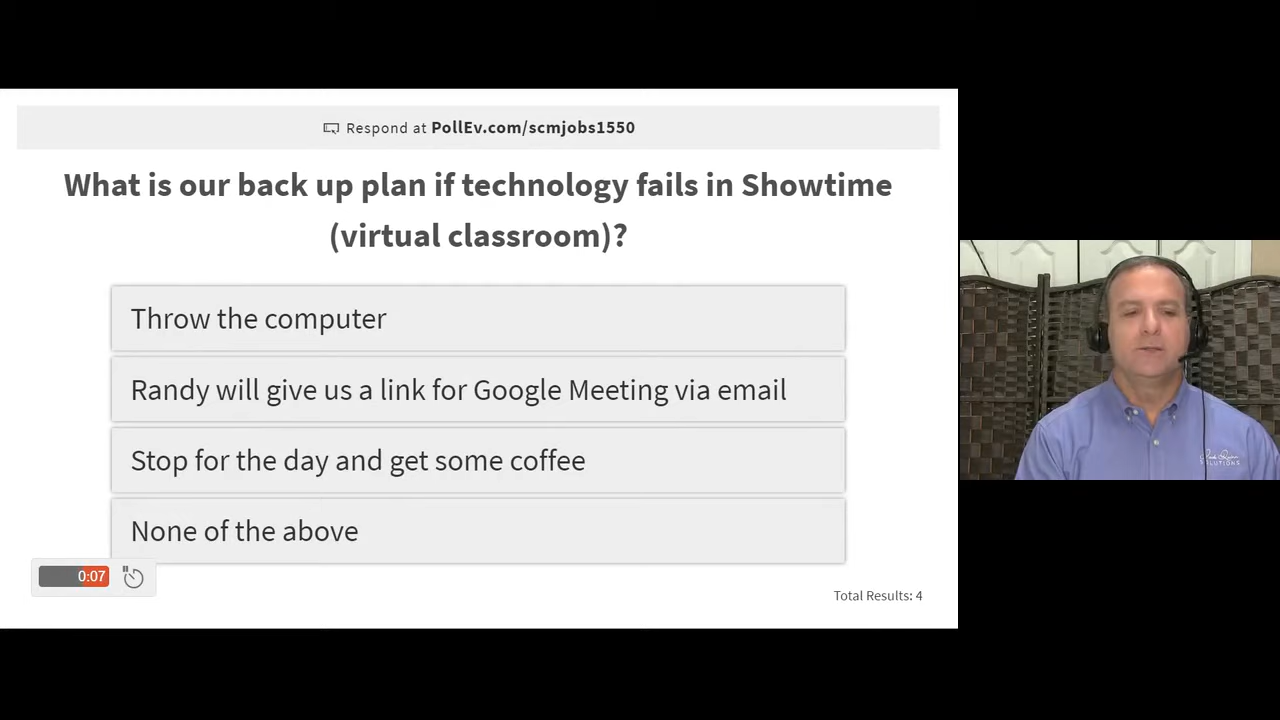 Respond at PollEv.com/scmjobs1550
What is our back up plan if technology fails in Showtime
(virtual classroom)?
Throw the computer
Randy will give us a link for Google Meeting via email
Stop for the day and get some coffee
None of the above
0:07
Total Results: 4
SOLUTIONS